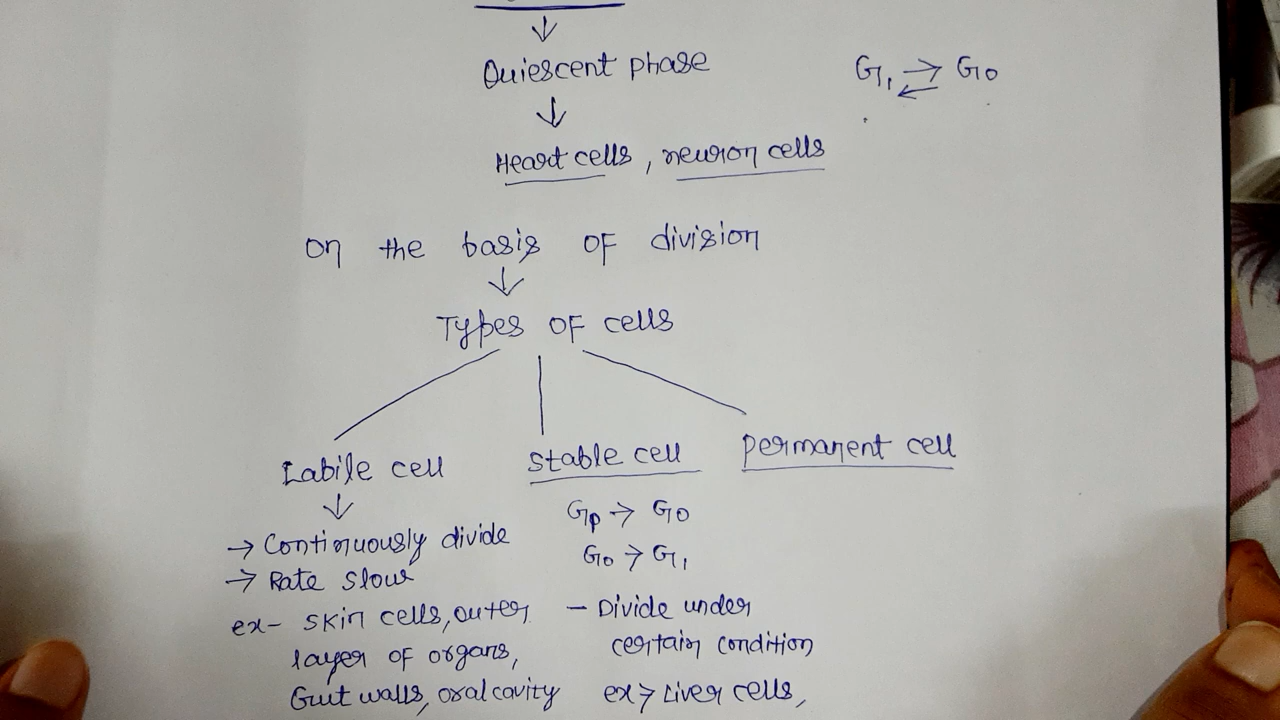 ↓
Quiescent phase
G1 ⇌ G0
↓
Heart cells, neuron cells
on the basis OF division
↓
Types OF cells
Labile cell
↓
→ Continuously divide
→ Rate slow
ex- skin cells, outer
layer of organs,
Gut walls, oral cavity
stable cell
Gp → G0
G0 → G1
- Divide under
certain condition
ex → Liver cells,
permanent cell